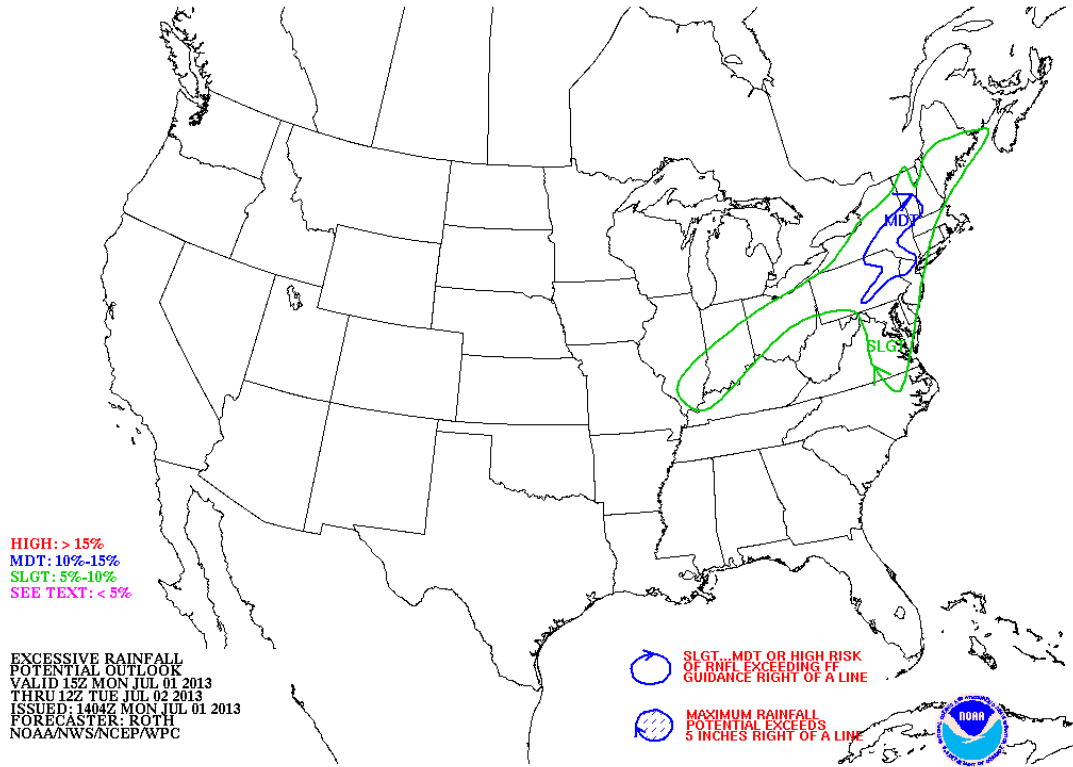 MDT
SLGT
HIGH: > 15%
MDT: 10%-15%
SLGT: 5%-10%
SEE TEXT: < 5%
EXCESSIVE RAINFALL
POTENTIAL OUTLOOK
VALID 15Z MON JUL 01 2013
THRU 12Z TUE JUL 02 2013
ISSUED: 1404Z MON JUL 01 2013
FORECASTER: ROTH
NOAA/NWS/NCEP/WPC
SLGT...MDT OR HIGH RISK
OF RNFL EXCEEDING FF
GUIDANCE RIGHT OF A LINE
MAXIMUM RAINFALL
POTENTIAL EXCEEDS
5 INCHES RIGHT OF A LINE
NOAA